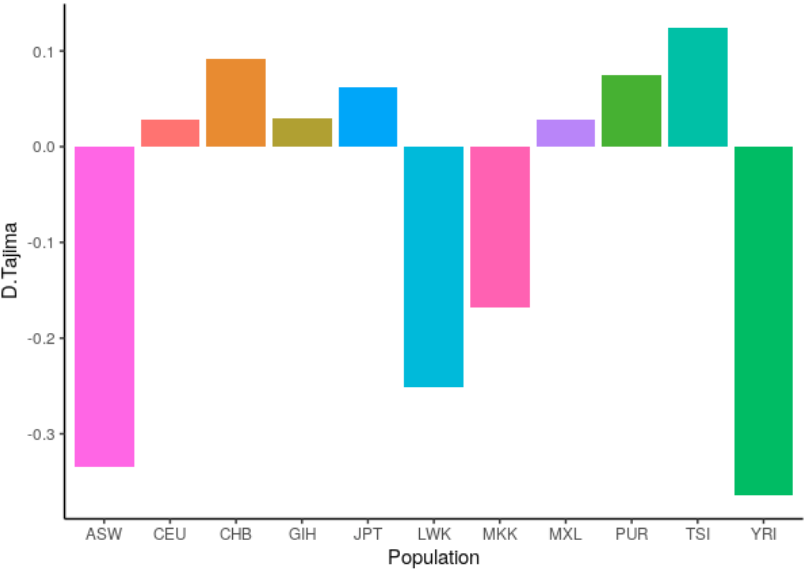 D.Tajima
0.1
0.0
-0.1
-0.2
-0.3
ASW CEU CHB GIH JPT LWK MKK MXL PUR TSI YRI
Population